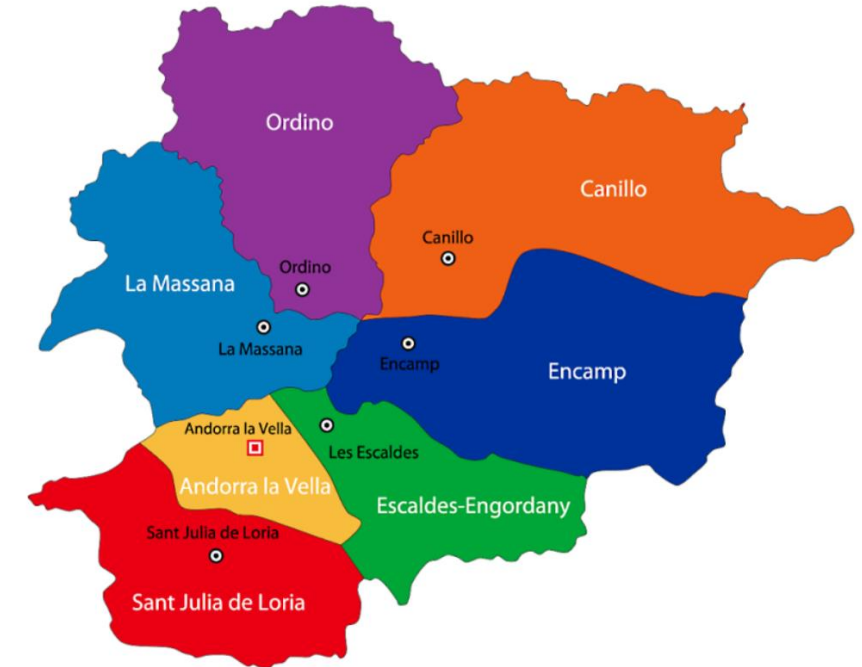 Ordino
Canillo
Canillo
Ordino
La Massana
La Massana
Encamp
Encamp
Andorra la Vella
Les Escaldes
Andorra la Vella
Escaldes-Engordany
Sant Julia de Loria
Sant Julia de Loria